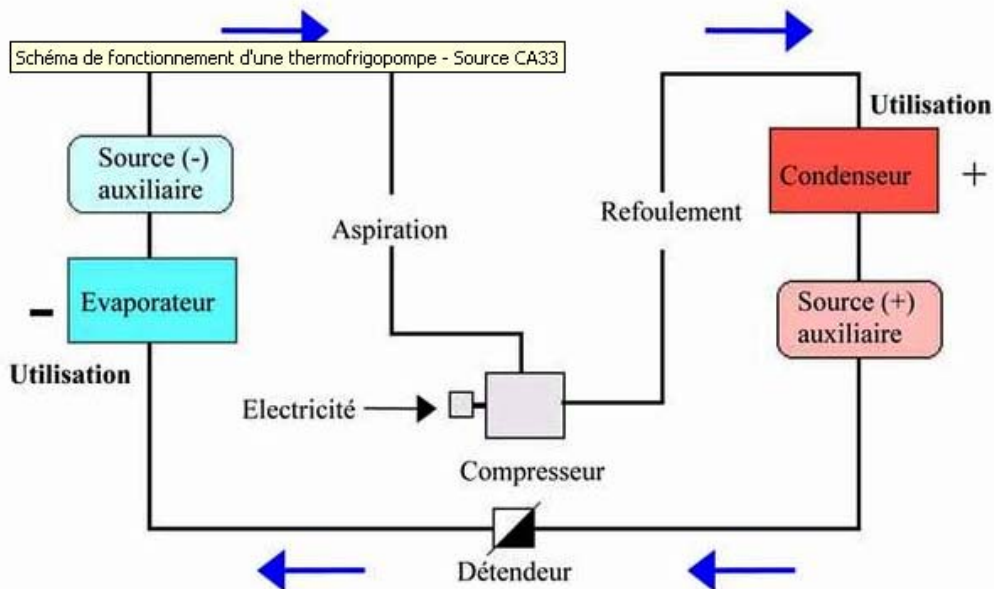 Schéma de fonctionnement d'une thermofrigopompe - Source CA33
Utilisation
Source (-)
auxiliaire
Condenseur
+
Aspiration
Refoulement
Evaporateur
-
Source (+)
auxiliaire
Utilisation
Electricité
Compresseur
Détendeur